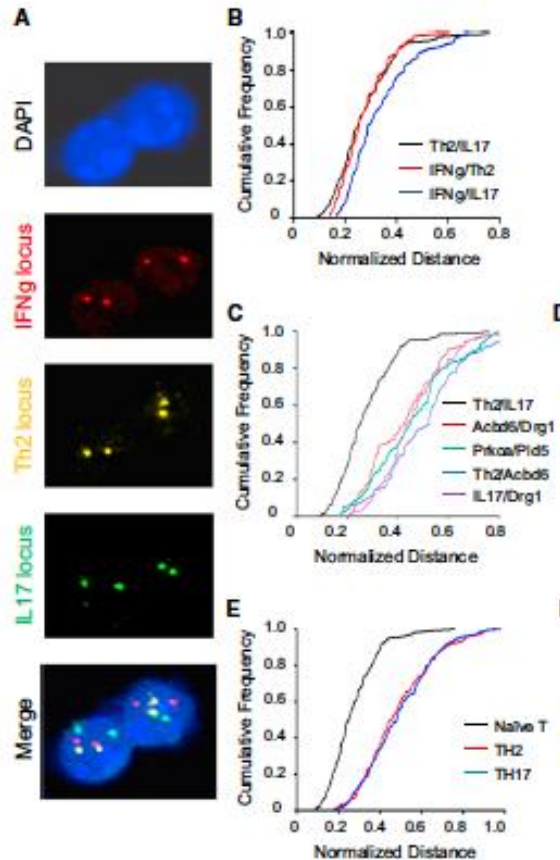 A
DAPI
IFNg locus
Th2 locus
IL17 locus
Merge
B
Cumulative Frequency
1.0
0.8
0.6
0.4
0.2
0
Th2/IL17
IFNg/Th2
IFNg/IL17
0 0.2 0.4 0.6 0.8
Normalized Distance
C
Cumulative Frequency
1.0
0.8
0.6
0.4
0.2
0
Th2/IL17
Acbd6/Drg1
Prkca/Pld5
Th2/Acbd6
IL17/Drg1
0 0.2 0.4 0.6 0.8
Normalized Distance
E
Cumulative Frequency
1.0
0.8
0.6
0.4
0.2
0
Naïve T
TH2
TH17
0 0.2 0.4 0.6 0.8 1.0
Normalized Distance